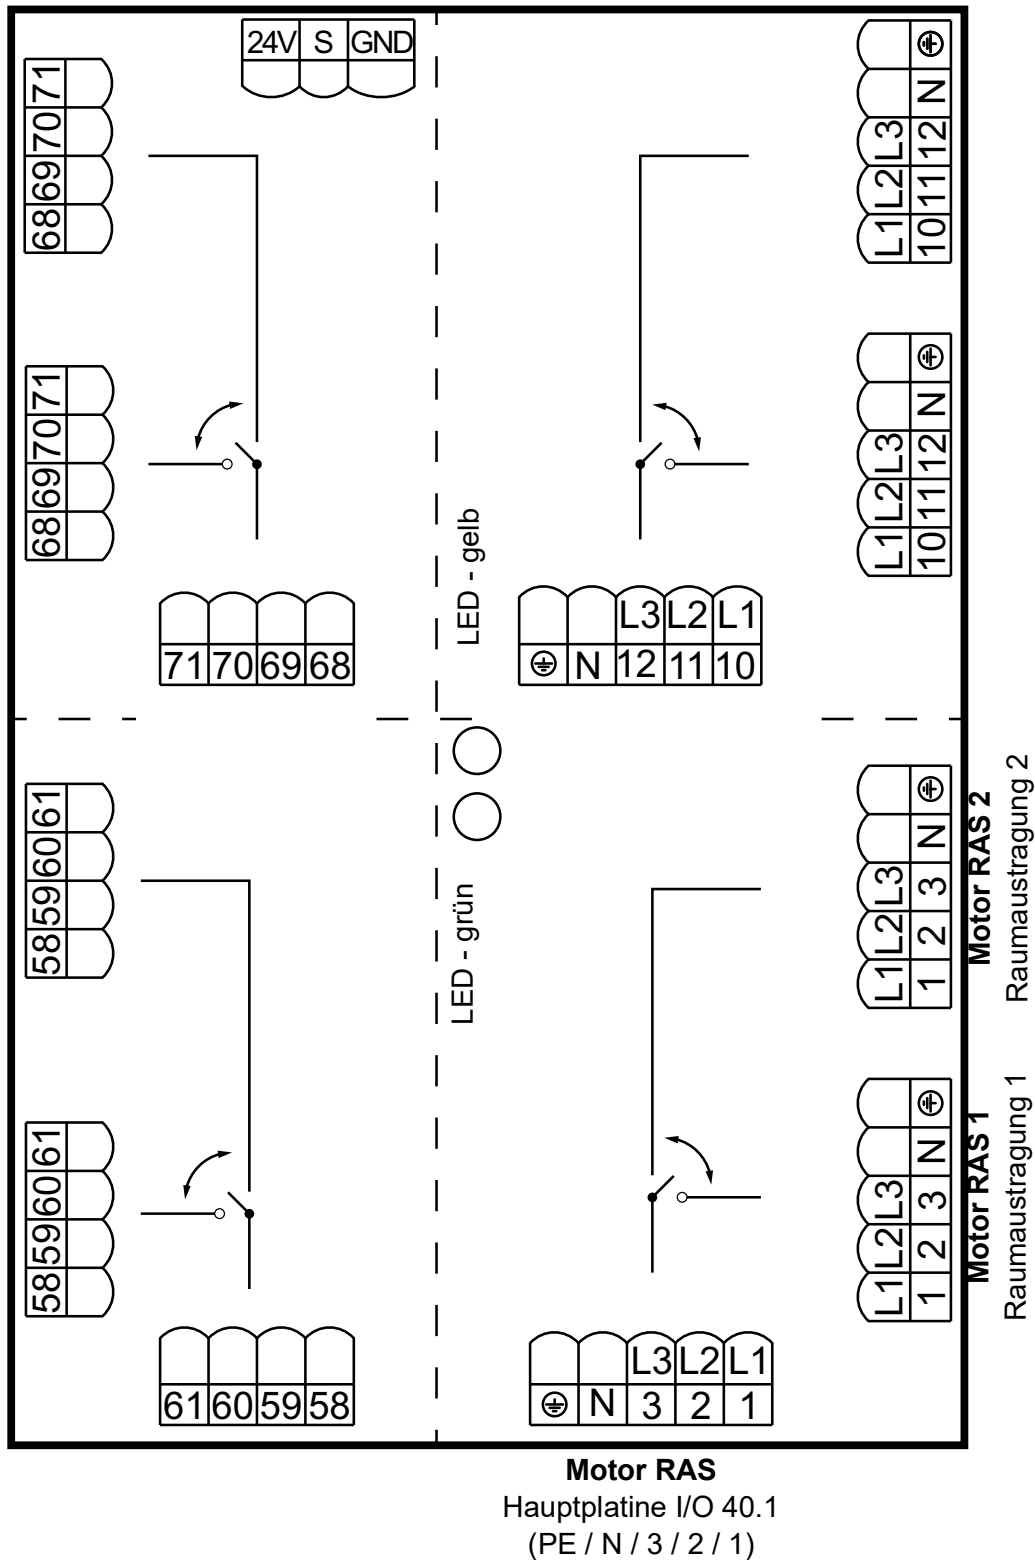 24V S GND
71
70
69
68
L3 12
L2 11
L1 10
N
71
70
69
68
N
L3 12
L2 11
L1 10
LED - gelb
71 70 69 68
L3 L2 L1
N 12 11 10
61
60
59
58
LED - grün
N
L3 3
L2 2
L1 1
Motor RAS 2
Raumaustragung 2
61
60
59
58
N
L3 3
L2 2
L1 1
Motor RAS 1
Raumaustragung 1
61 60 59 58
L3 L2 L1
N 3 2 1
Motor RAS
Hauptplatine I/O 40.1
(PE / N / 3 / 2 / 1)